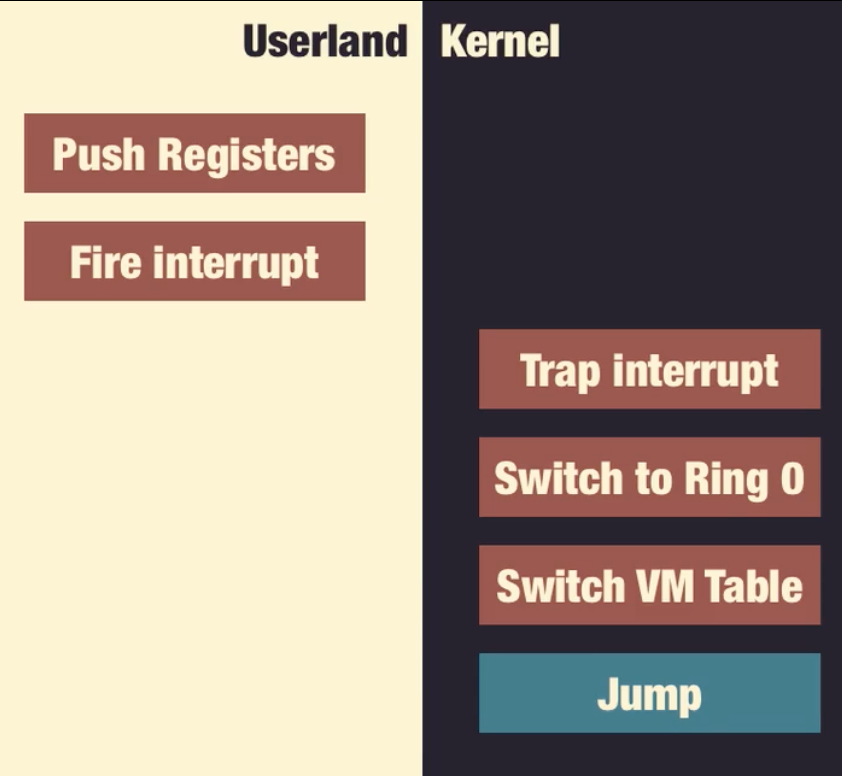 Userland
Kernel
Push Registers
Fire interrupt
Trap interrupt
Switch to Ring 0
Switch VM Table
Jump